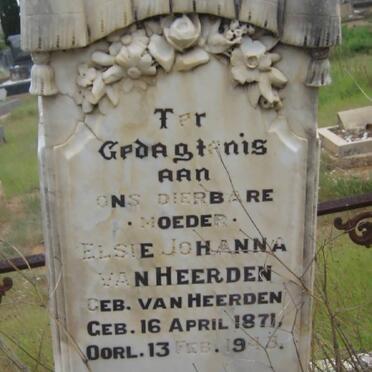 Ter
Gedagtenis
aan
ons dierbare
moeder
Elsie Johanna
van Heerden
geb. van Heerden
Geb. 16 April 1871,
Oorl. 13 Feb.